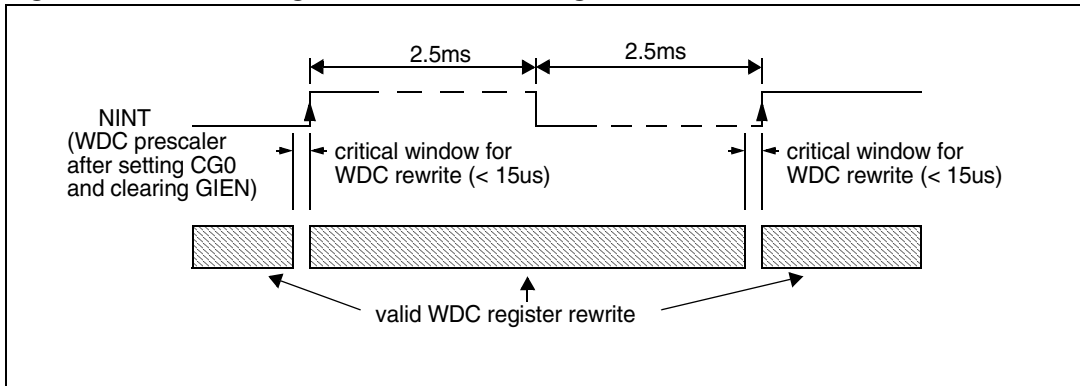 2.5ms
2.5ms
NINT
(WDC prescaler
after setting CG0
and clearing GIEN)
critical window for
WDC rewrite (< 15us)
critical window for
WDC rewrite (< 15us)
valid WDC register rewrite